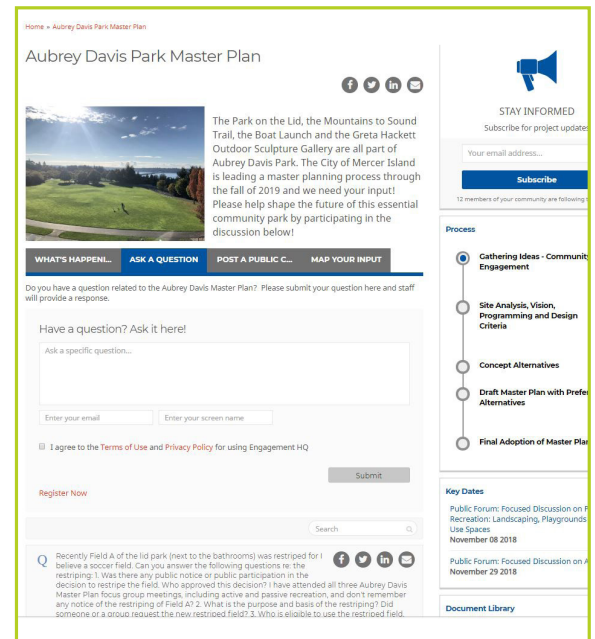 Home » Aubrey Davis Park Master Plan
Aubrey Davis Park Master Plan
The Park on the Lid, the Mountains to Sound
Trail, the Boat Launch and the Greta Hackett
Outdoor Sculpture Gallery are all part of
Aubrey Davis Park. The City of Mercer Island
is leading a master planning process through
the fall of 2019 and we need your input!
Please help shape the future of this essential
community park by participating in the
discussion below!
WHAT'S HAPPENI... ASK A QUESTION POST A PUBLIC C... MAP YOUR INPUT
Do you have a question related to the Aubrey Davis Master Plan? Please submit your question here and staff
will provide a response.
Have a question? Ask it here!
Ask a specific question...
Enter your email Enter your screen name
I agree to the Terms of Use and Privacy Policy for using Engagement HQ
Submit
Register Now
Search
Q Recently Field A of the lid park (next to the bathrooms) was restriped for I
believe a soccer field. Can you answer the following questions re: the
restriping: 1. Was there any public notice or public participation in the
decision to restripe the field. Who approved this decision? I have attended all three Aubrey Davis
Master Plan focus group meetings, including active and passive recreation, and don't remember
any notice of the restriping of Field A? 2. What is the purpose and basis of the restriping? Did
someone or a group request the new restriped field? 3. Who is eligible to use the restriped field,
STAY INFORMED
Subscribe for project updates
Your email address...
Subscribe
12 members of your community are following
Process
Gathering Ideas - Community
Engagement
Site Analysis, Vision,
Programming and Design
Criteria
Concept Alternatives
Draft Master Plan with Prefer
Alternatives
Final Adoption of Master Plan
Key Dates
Public Forum: Focused Discussion on
Recreation: Landscaping, Playgrounds
Use Spaces
November 08 2018
Public Forum: Focused Discussion on A
November 29 2018
Document Library